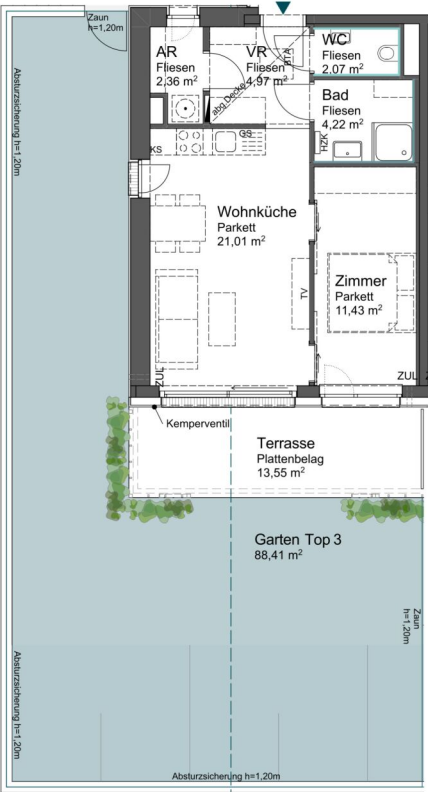 Zaun
h=1,20m
Absturzsicherung h=1,20m
AR
Fliesen
2,36 m²
VR
Fliesen
4,97 m²
STA
abg.Decke
WC
Fliesen
2.07 m²
Bad
Fliesen
4,22 m²
HZK
KS
GS
Wohnküche
Parkett
21,01 m²
TV
Zimmer
Parkett
11,43 m²
ZUL
ZUL
Kemperventil
Terrasse
Plattenbelag
13,55 m²
Garten Top 3
88,41 m²
Zaun
h=1,20m
Absturzsicherung h=1,20m
Absturzsicherung h=1,20m